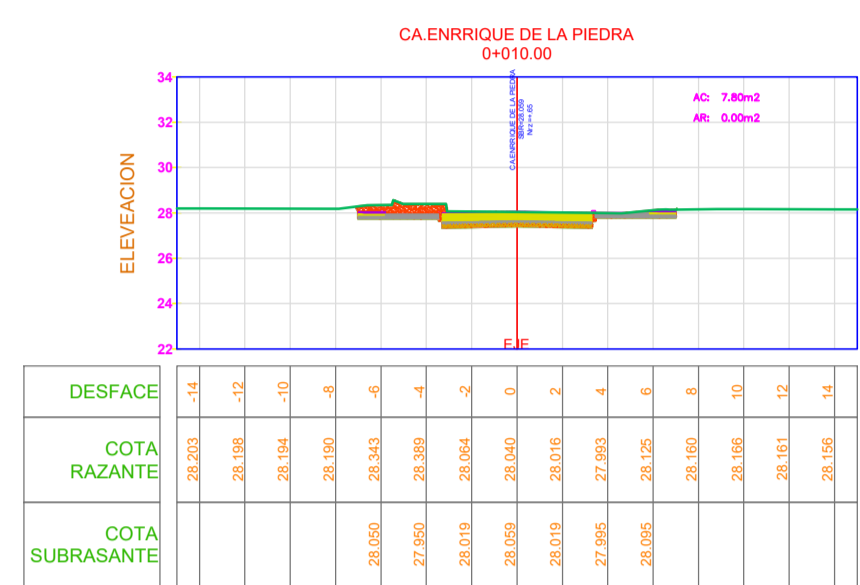 CA.ENRRIQUE DE LA PIEDRA
0+010.00
34
32
30
28
26
24
22
ELEVEACION
CA.ENRRIQUE DE LA PIEDRA
SBR=28.059
AC: 7.80m2
AR: 0.00m2
EJE
DESFACE -14 -12 -10 -8 -6 -4 -2 0 2 4 6 8 10 12 14
COTA
RAZANTE 28.203 28.198 28.194 28.190 28.343 28.389 28.064 28.040 28.016 27.993 28.125 28.160 28.166 28.161 28.156
COTA
SUBRASANTE 28.050 27.950 28.019 28.059 28.019 27.995 28.095